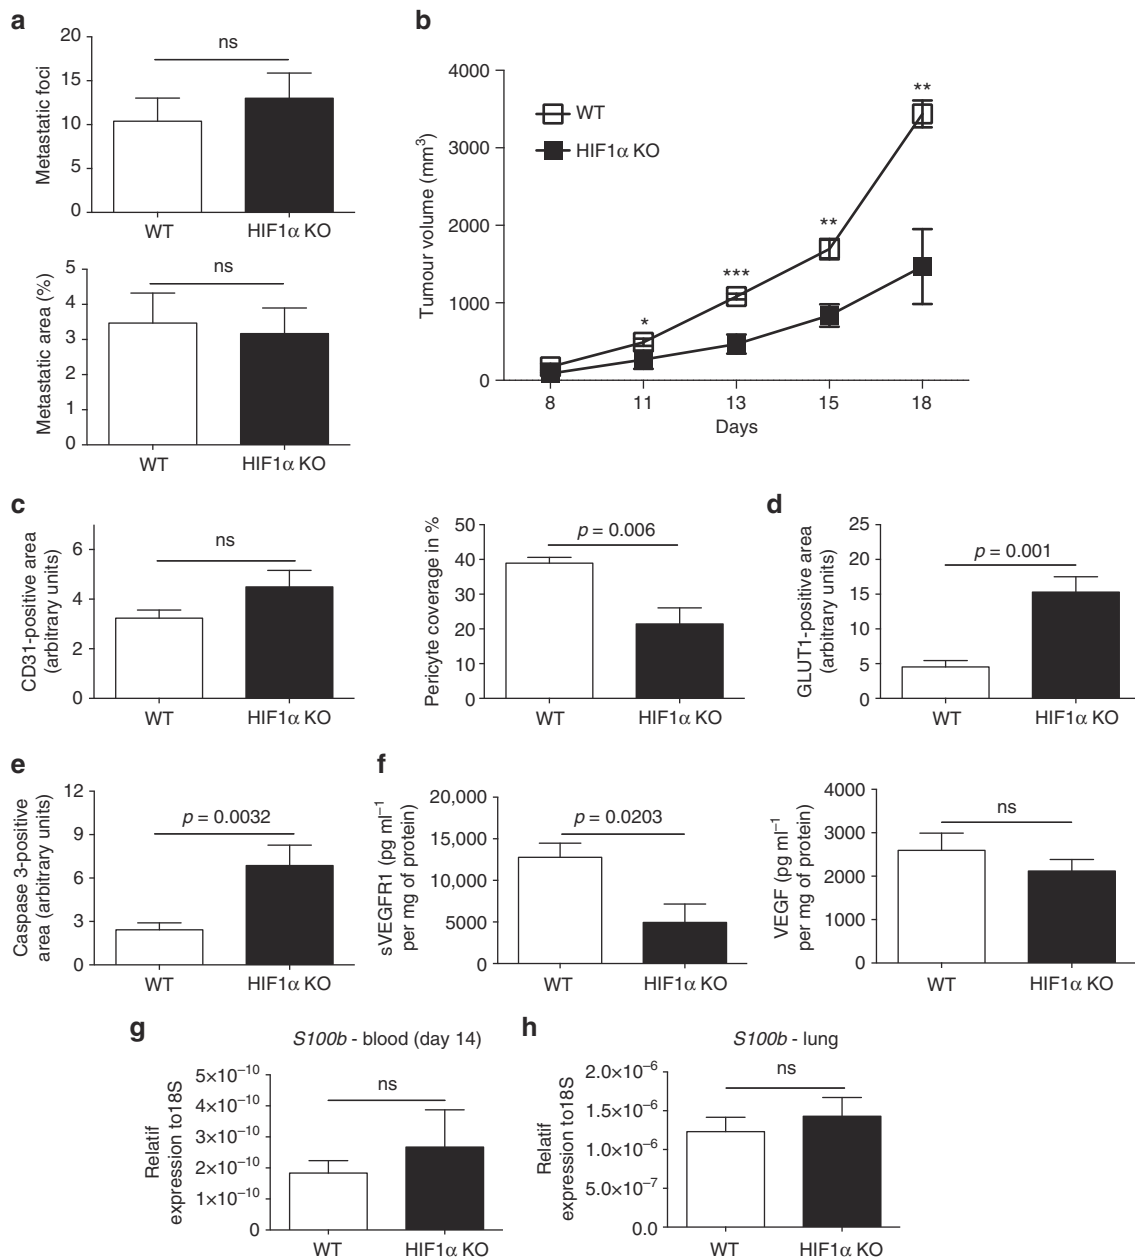 a
ns
Metastatic foci
20
15
10
5
0
WT
HIF1α KO
ns
Metastatic area (%)
5
4
3
2
1
0
WT
HIF1α KO
b
Tumour volume (mm³)
4000
3000
2000
1000
0
WT
HIF1α KO
*
***
**
**
8
11
13
15
18
Days
c
CD31-positive area
(arbitrary units)
6
4
2
0
ns
WT
HIF1α KO
Pericyte coverage in %
50
40
30
20
10
0
p = 0.006
WT
HIF1α KO
d
GLUT1-positive area
(arbitrary units)
25
20
15
10
5
0
p = 0.001
WT
HIF1α KO
e
Caspase 3-positive
area (arbitrary units)
12
9
6
3
0
p = 0.0032
WT
HIF1α KO
f
sVEGFR1 (pg ml⁻¹
per mg of protein)
20,000
15,000
10,000
5000
0
p = 0.0203
WT
HIF1α KO
VEGF (pg ml⁻¹
per mg of protein)
4000
3000
2000
1000
0
ns
WT
HIF1α KO
g
S100b - blood (day 14)
Relatif
expression to18S
5×10⁻¹⁰
4×10⁻¹⁰
3×10⁻¹⁰
2×10⁻¹⁰
1×10⁻¹⁰
0
ns
WT
HIF1α KO
h
S100b - lung
Relatif
expression to18S
2.0×10⁻⁶
1.5×10⁻⁶
1.0×10⁻⁶
5.0×10⁻⁷
0.0
ns
WT
HIF1α KO